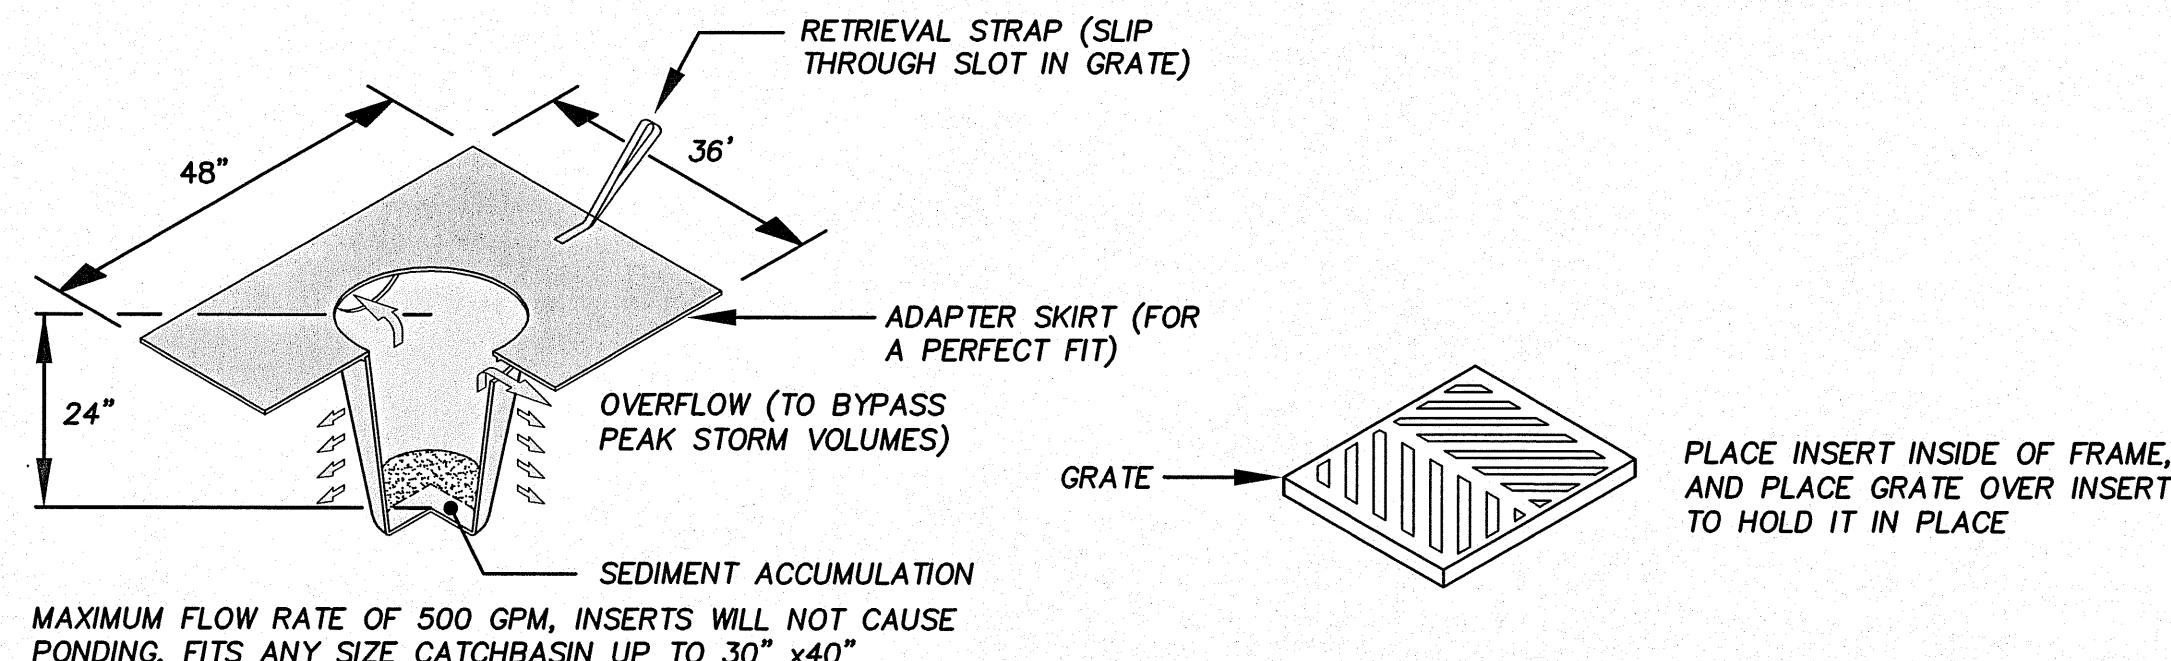 RETRIEVAL STRAP (SLIP
THROUGH SLOT IN GRATE)
48"
36'
ADAPTER SKIRT (FOR
A PERFECT FIT)
24"
OVERFLOW (TO BYPASS
PEAK STORM VOLUMES)
GRATE
PLACE INSERT INSIDE OF FRAME,
AND PLACE GRATE OVER INSERT
TO HOLD IT IN PLACE
SEDIMENT ACCUMULATION
MAXIMUM FLOW RATE OF 500 GPM, INSERTS WILL NOT CAUSE
PONDING. FITS ANY SIZE CATCHBASIN UP TO 30" x40"